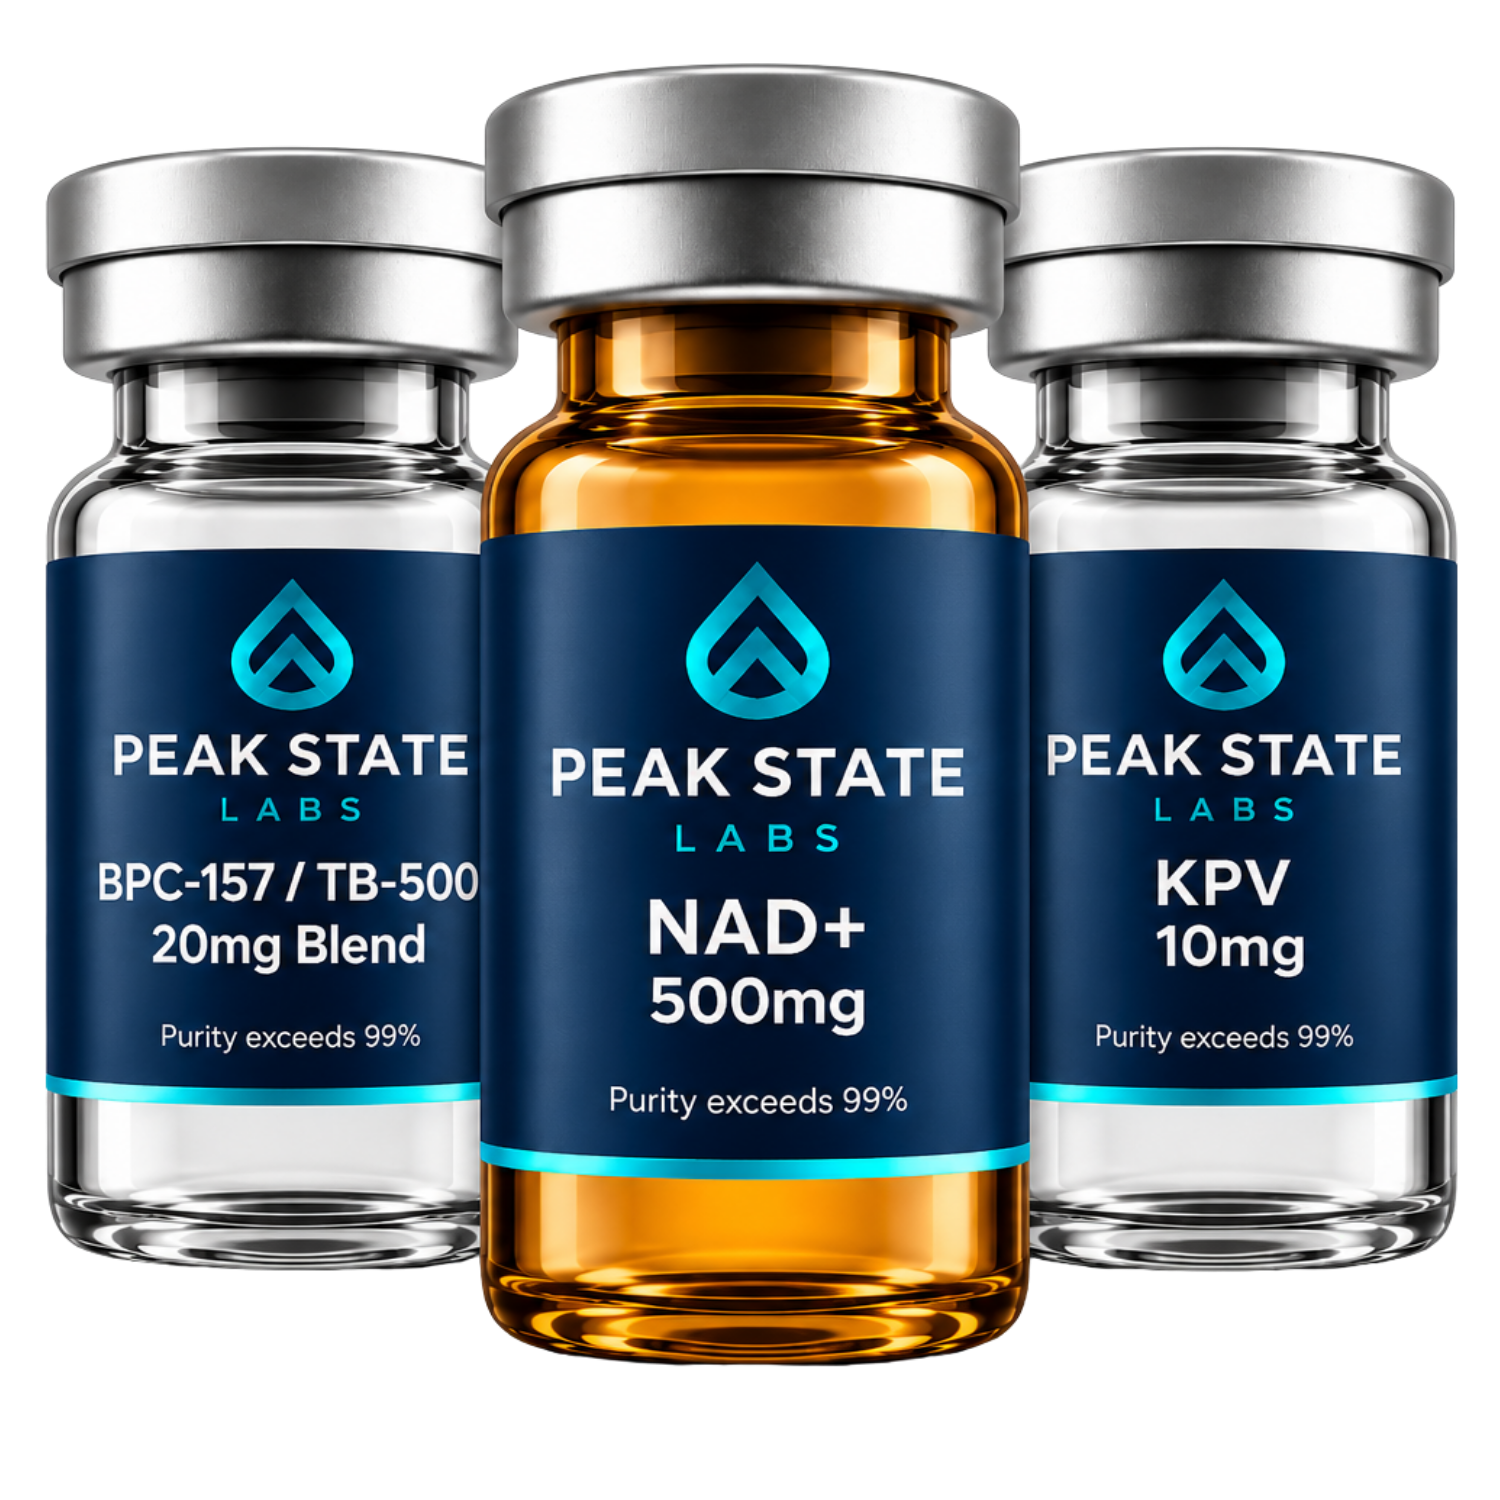 PEAK STATE
LABS
BPC-157 / TB-500
20mg Blend
Purity exceeds 99%
PEAK STATE
LABS
NAD+
500mg
Purity exceeds 99%
PEAK STATE
LABS
KPV
10mg
Purity exceeds 99%